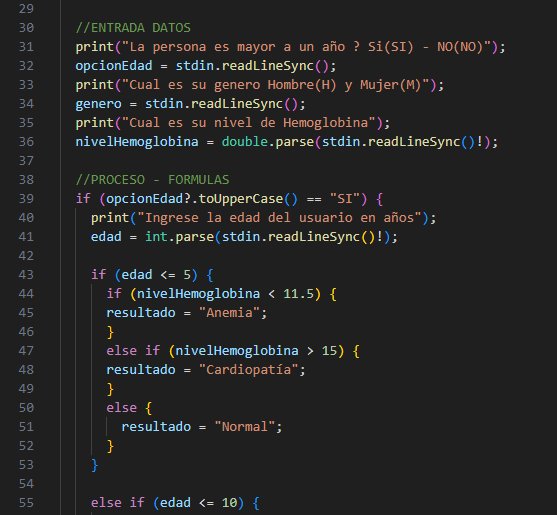 29
30 //ENTRADA DATOS
31 print("La persona es mayor a un año ? Si(SI) - NO(NO)");
32 opcionEdad = stdin.readLineSync();
33 print("Cual es su genero Hombre(H) y Mujer(M)");
34 genero = stdin.readLineSync();
35 print("Cual es su nivel de Hemoglobina");
36 nivelHemoglobina = double.parse(stdin.readLineSync()!);
37
38 //PROCESO - FORMULAS
39 if (opcionEdad?.toUpperCase() == "SI") {
40 print("Ingrese la edad del usuario en años");
41 edad = int.parse(stdin.readLineSync()!);
42
43 if (edad <= 5) {
44 if (nivelHemoglobina < 11.5) {
45 resultado = "Anemia";
46 }
47 else if (nivelHemoglobina > 15) {
48 resultado = "Cardiopatía";
49 }
50 else {
51 resultado = "Normal";
52 }
53 }
54
55 else if (edad <= 10) {